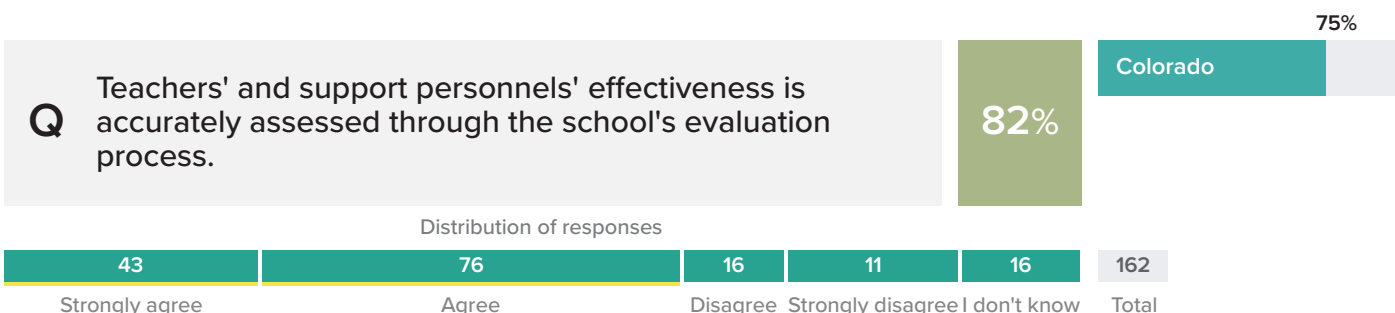 75%
Q
Teachers' and support personnels' effectiveness is
accurately assessed through the school's evaluation
process.
82%
Colorado
Distribution of responses
43 76 16 11 16 162
Strongly agree Agree Disagree Strongly disagree I don't know Total